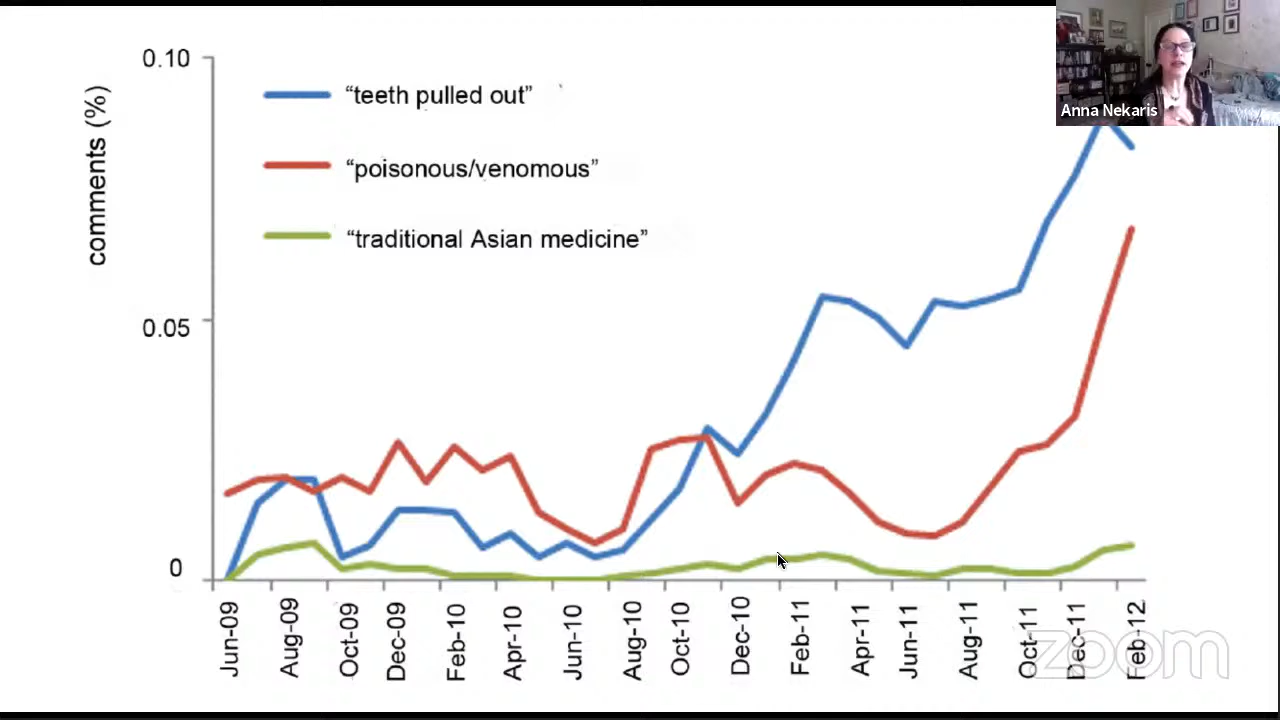 0.10
“teeth pulled out”
Anna Nekaris
“poisonous/venomous”
comments (%)
“traditional Asian medicine”
0.05
0
Jun-09
Aug-09
Oct-09
Dec-09
Feb-10
Apr-10
Jun-10
Aug-10
Oct-10
Dec-10
Feb-11
Apr-11
Jun-11
Aug-11
Oct-11
Dec-11
Feb-12
zoom